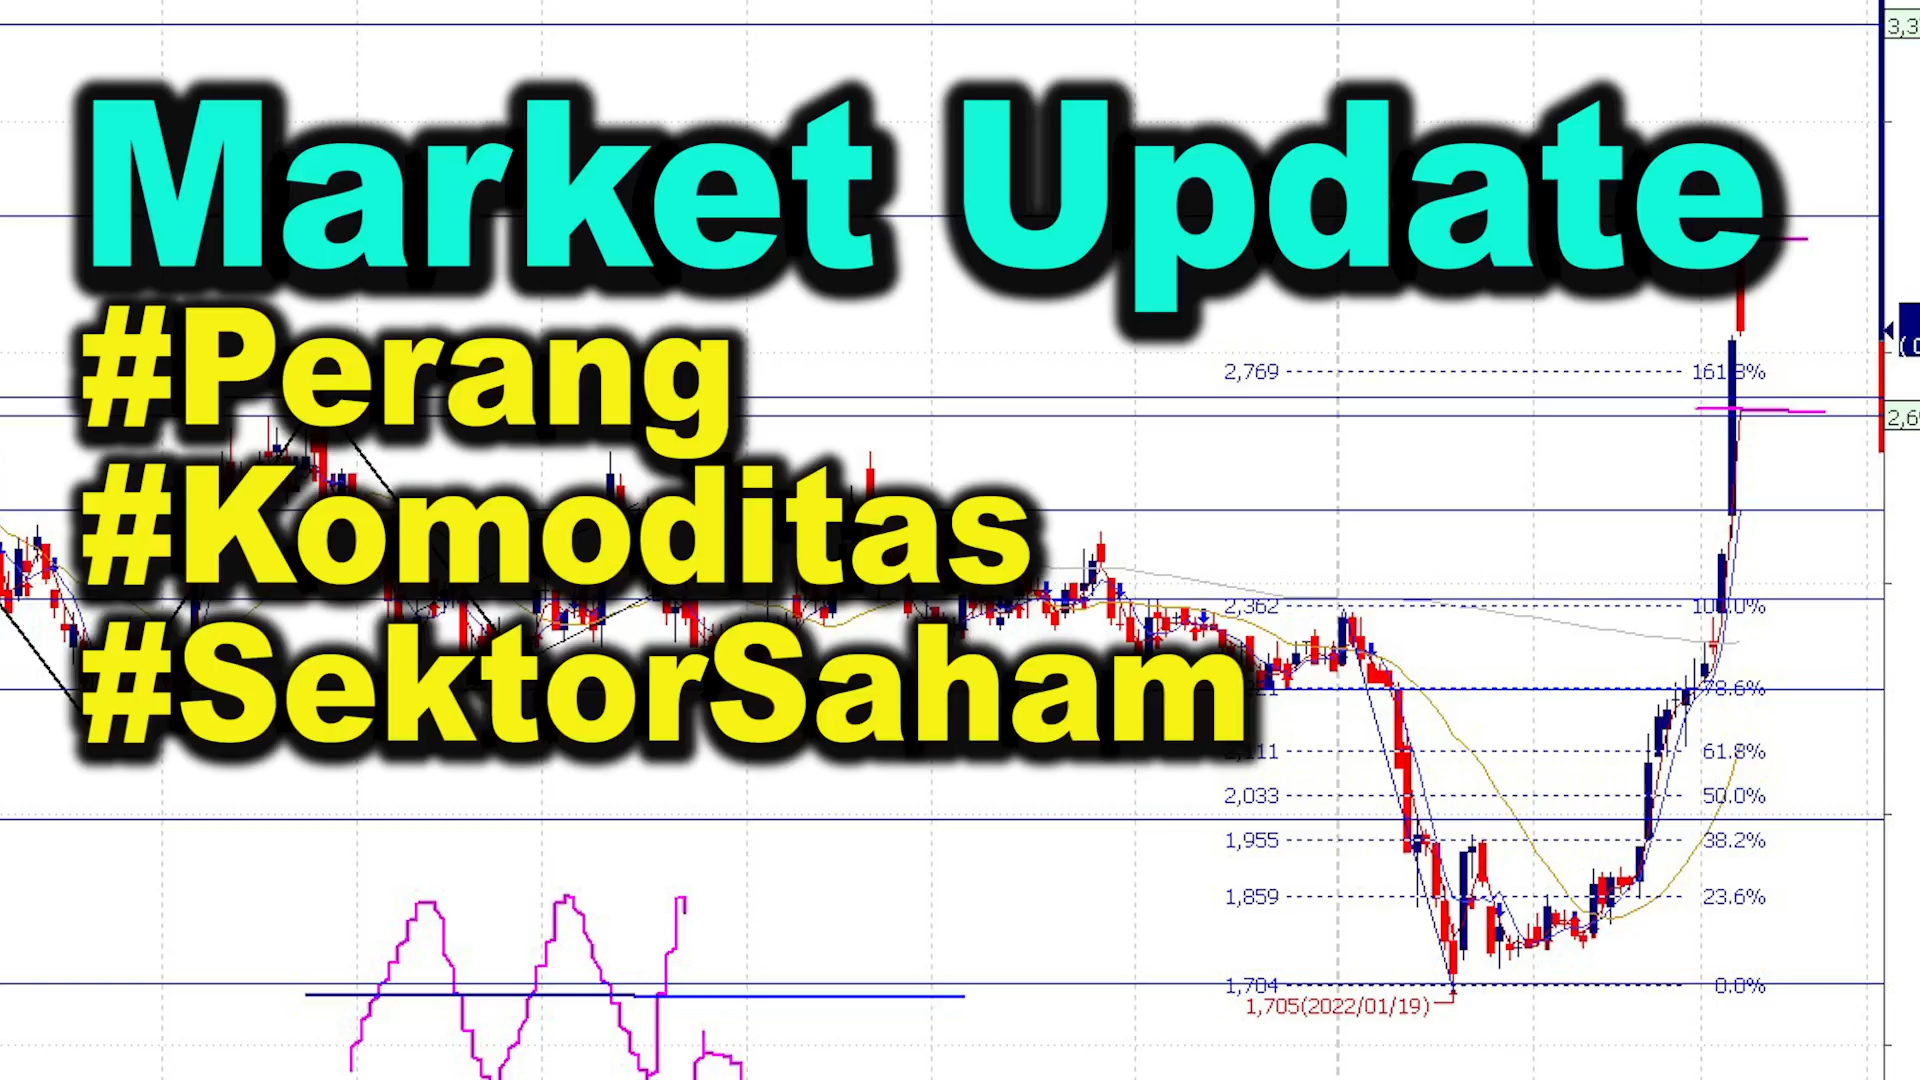 Market Update
#Perang
#Komoditas
#SektorSaham
2,769 161.8%
2,362 100.0%
78.6%
61.8%
2,033 50.0%
1,955 38.2%
1,859 23.6%
1,704 0.0%
1,705(2022/01/19)